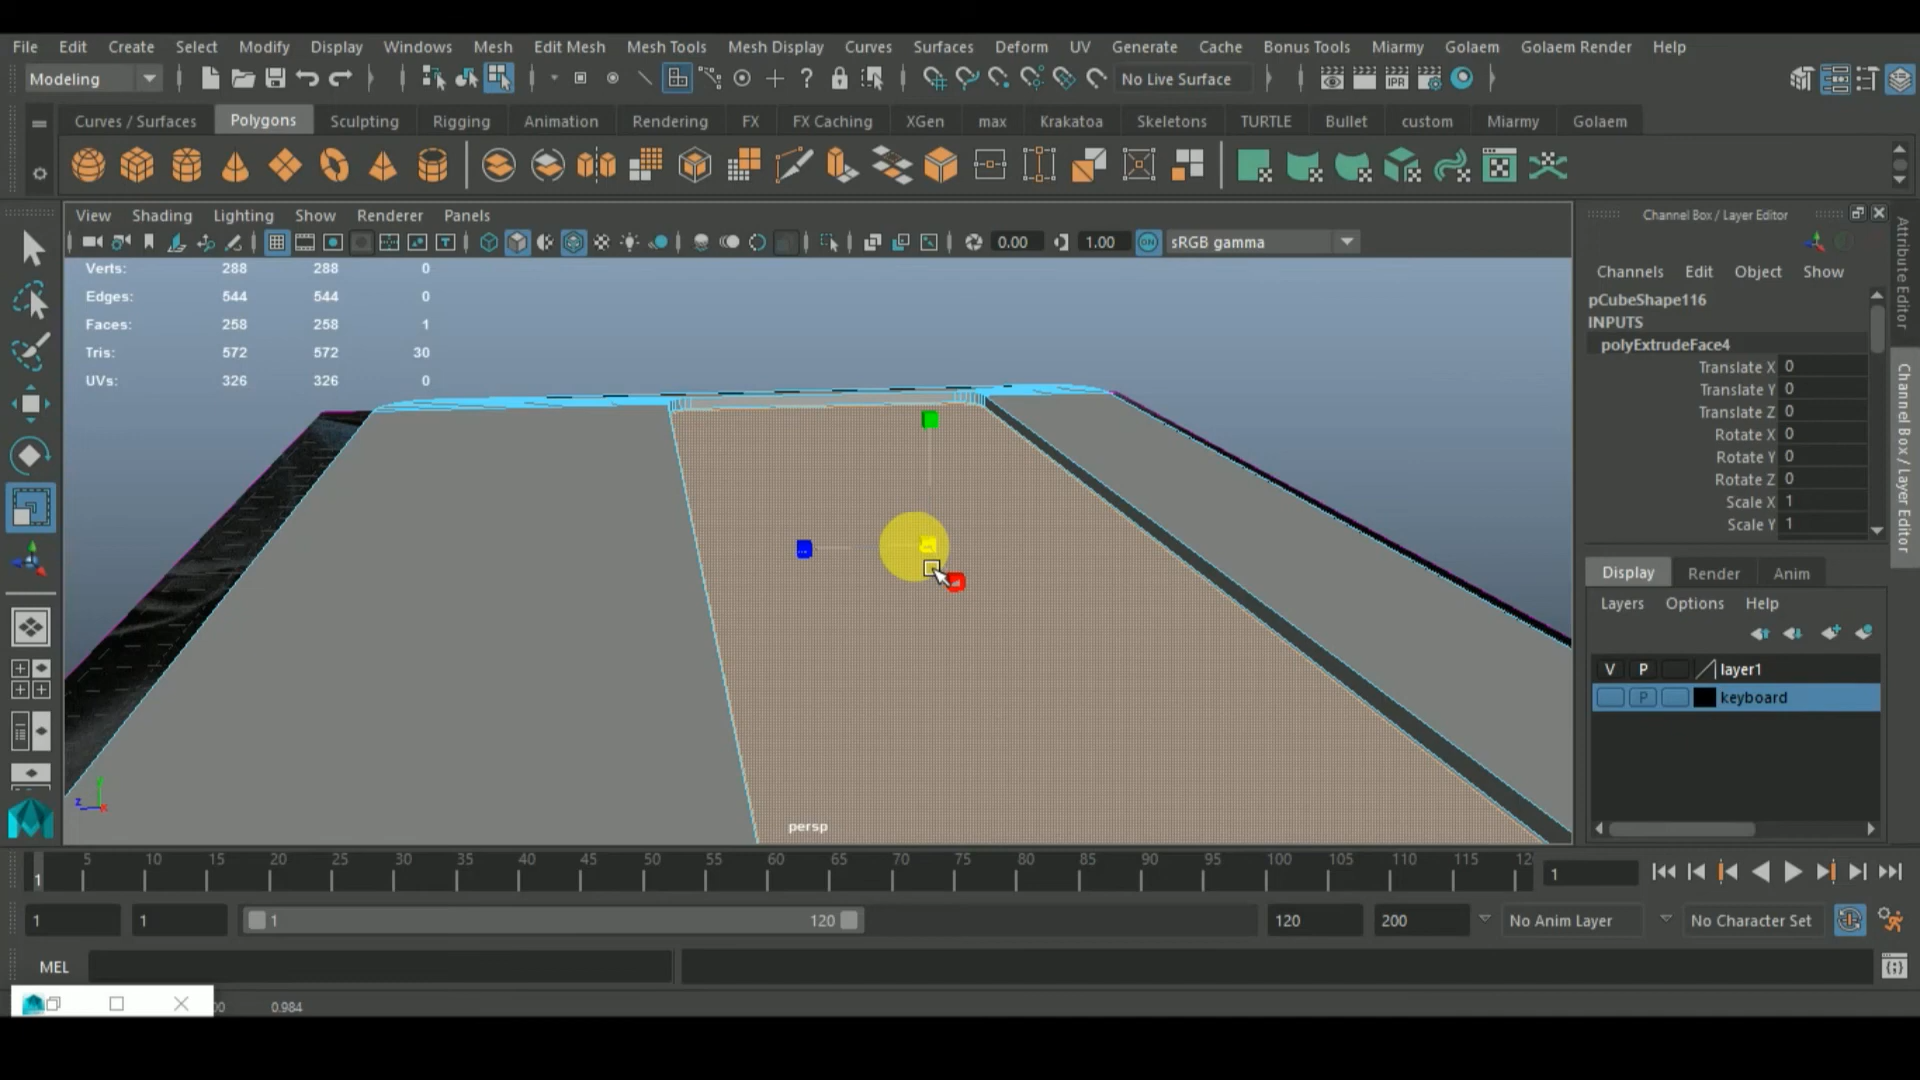 File Edit Create Select Modify Display Windows Mesh Edit Mesh Mesh Tools Mesh Display Curves Surfaces Deform UV Generate Cache Bonus Tools Miarmy Golaem Golaem Render Help
Modeling No Live Surface IPR
Curves / Surfaces Polygons Sculpting Rigging Animation Rendering FX FX Caching XGen max Krakatoa Skeletons TURTLE Bullet custom Miarmy Golaem
View Shading Lighting Show Renderer Panels
0.00 1.00 ON sRGB gamma
Verts: 288 288 0
Edges: 544 544 0
Faces: 258 258 1
Tris: 572 572 30
UVs: 326 326 0
persp
z x
Channel Box / Layer Editor
Channels Edit Object Show
pCubeShape116
INPUTS
polyExtrudeFace4
Translate X 0
Translate Y 0
Translate Z 0
Rotate X 0
Rotate Y 0
Rotate Z 0
Scale X 1
Scale Y 1
Display Render Anim
Layers Options Help
V P layer1
P keyboard
Attribute Editor
Channel Box / Layer Editor
5 10 15 20 25 30 35 40 45 50 55 60 65 70 75 80 85 90 95 100 105 110 115 12
1 1
1 1 1 120 120 200 No Anim Layer No Character Set
MEL
00 0.984